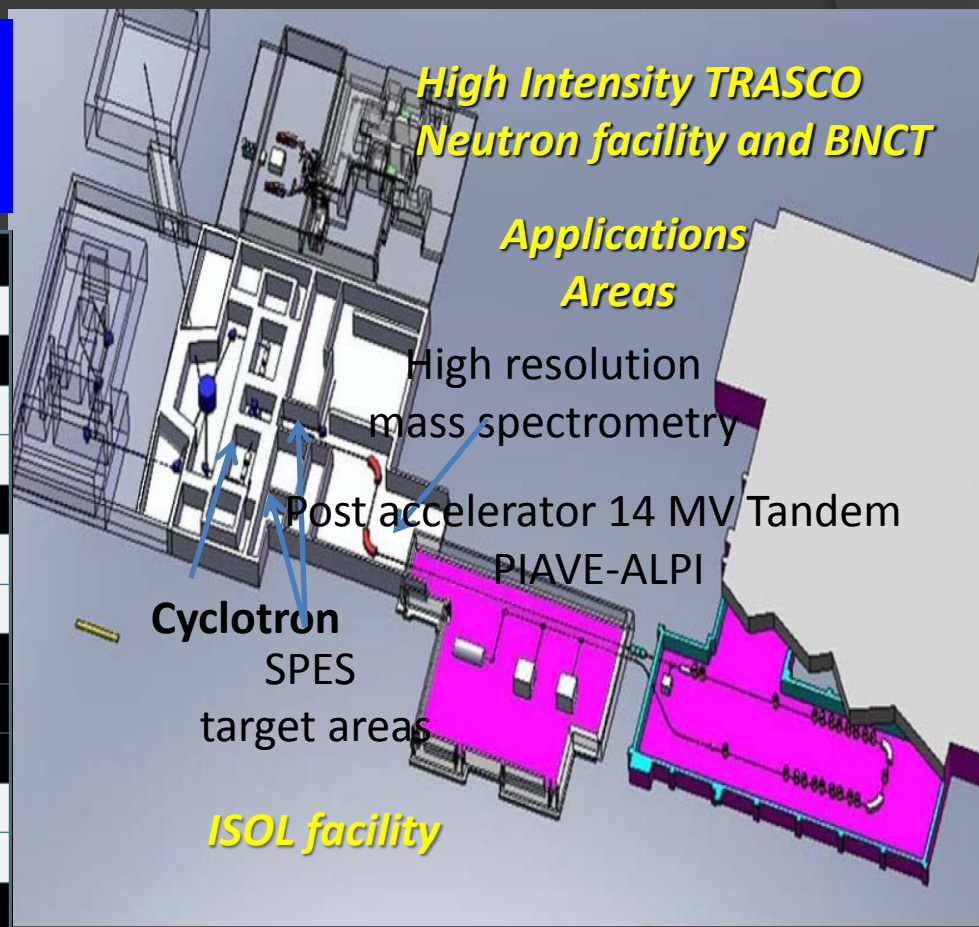 High Intensity TRASCO
Neutron facility and BNCT
Applications
Areas
High resolution
mass spectrometry
Post accelerator 14 MV Tandem
PIAVE-ALPI
Cyclotron
SPES
target areas
ISOL facility